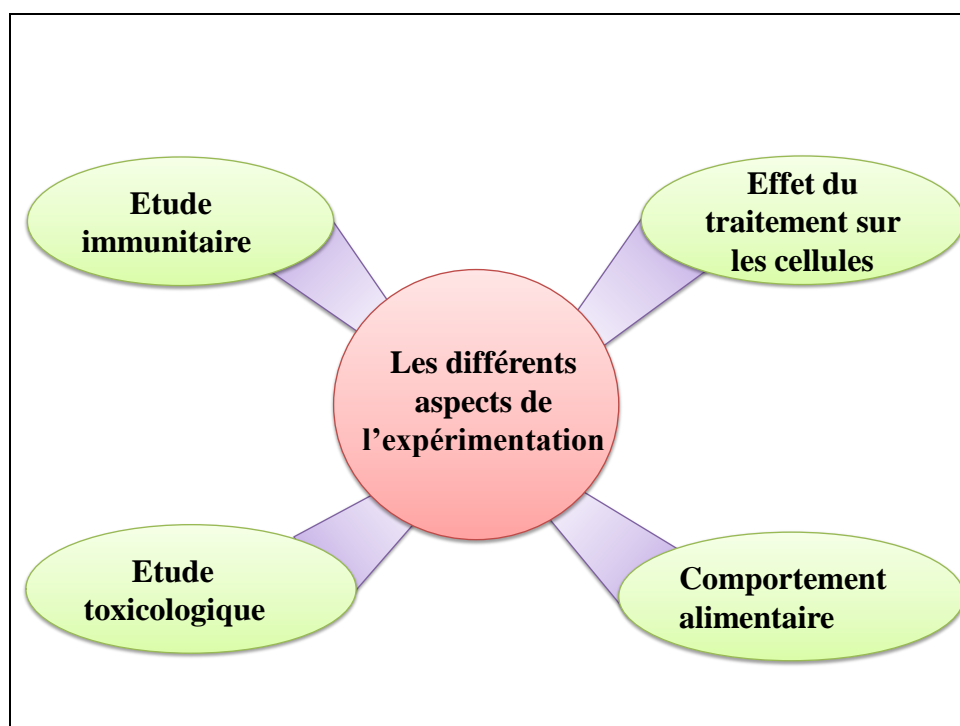 Etude
immunitaire
Effet du
traitement sur
les cellules
Les différents
aspects de
l’expérimentation
Etude
toxicologique
Comportement
alimentaire